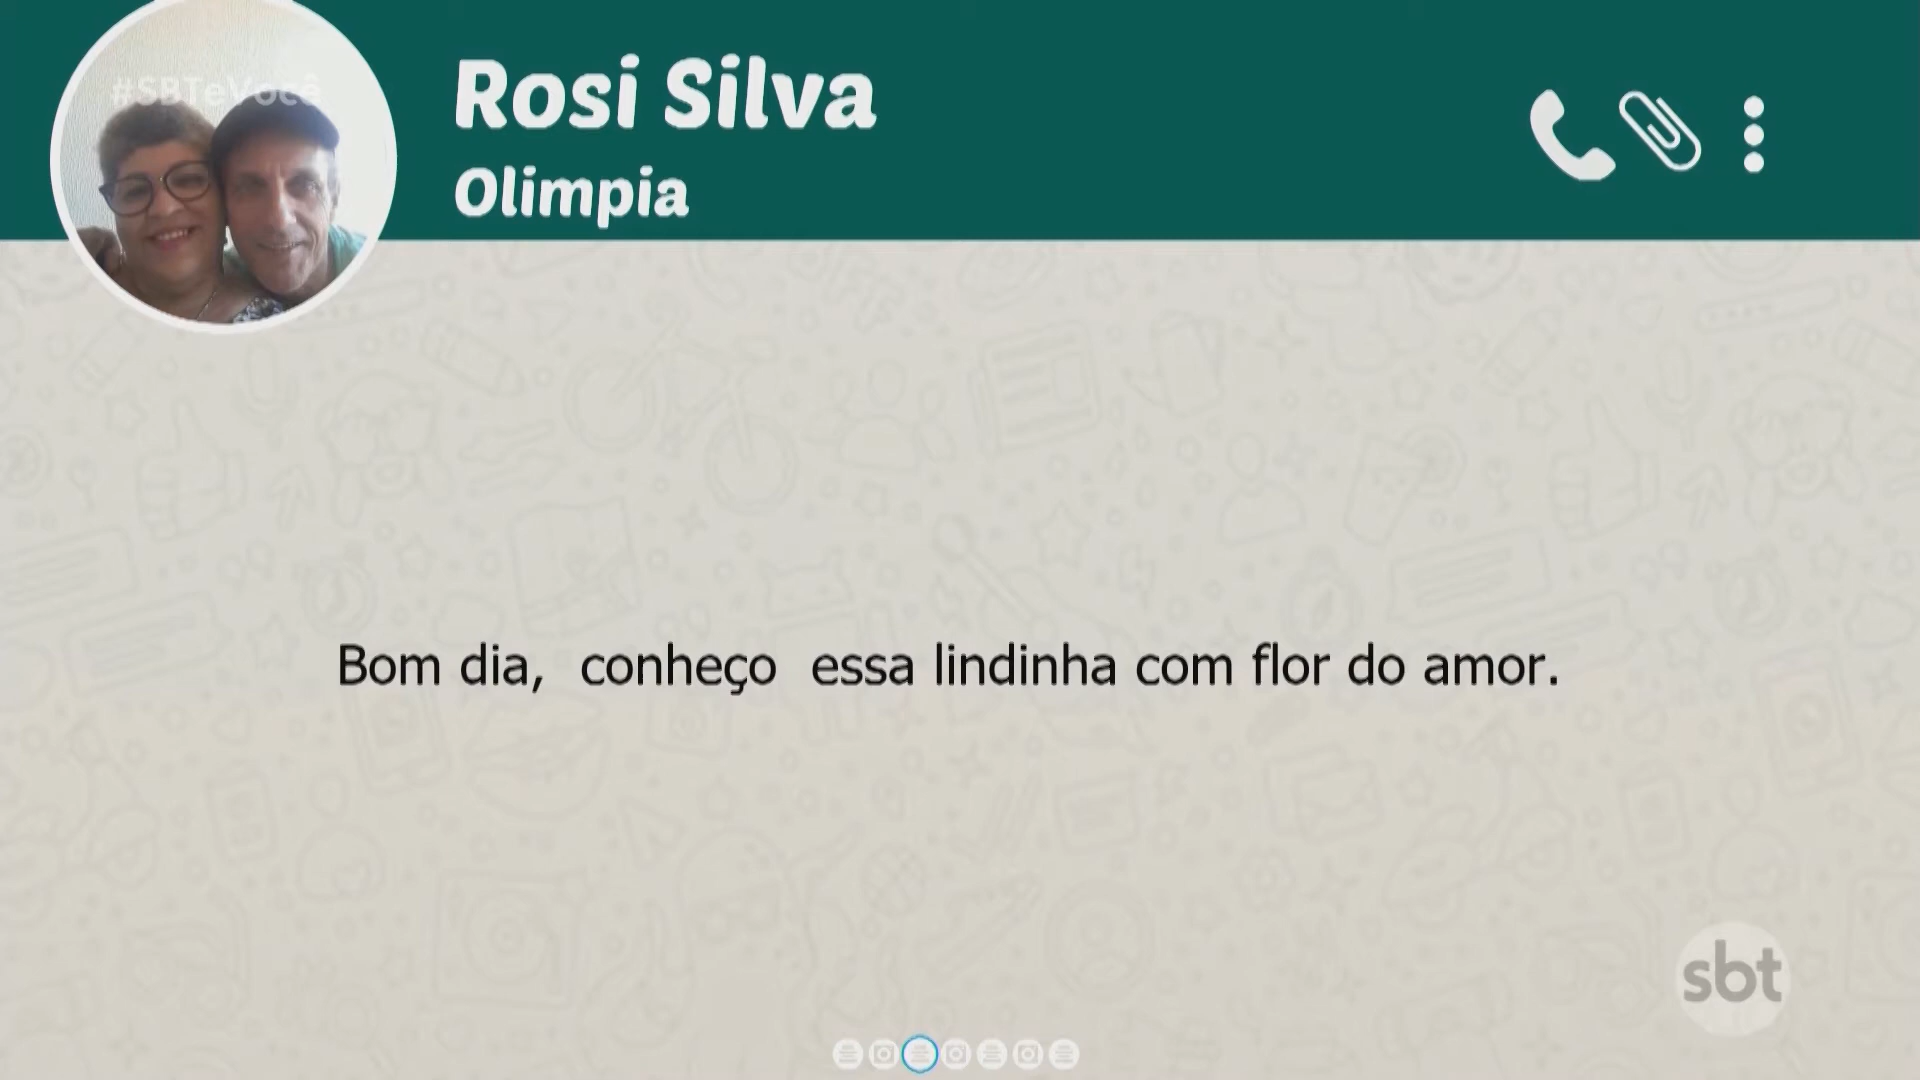 #SBTeVocê
Rosi Silva
Olimpia
Bom dia,  conheço  essa lindinha com flor do amor.
sbt